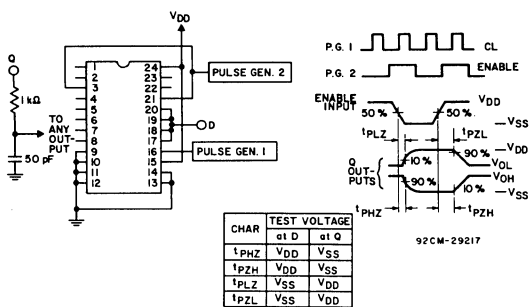 Q
1 kΩ
TO
ANY
OUT-
PUT
50 pF
VDD
1 24
2 23
3 22
4 21
5 20
6 19
7 18
8 17
9 16
10 15
11 14
12 13
PULSE GEN. 2
D
PULSE GEN. 1
P.G. 1 CL
P.G. 2 ENABLE
ENABLE
INPUT
50 % 50 %
VDD
VSS
tPLZ tPZL
VDD
10 % 90 %
VOL
Q
OUT-
PUTS
VOH
90 % 10 %
VSS
tPHZ tPZH
92CM-29217
CHAR TEST VOLTAGE
at D at Q
tPHZ VDD VSS
tPZH VDD VSS
tPLZ VSS VDD
tPZL VSS VDD